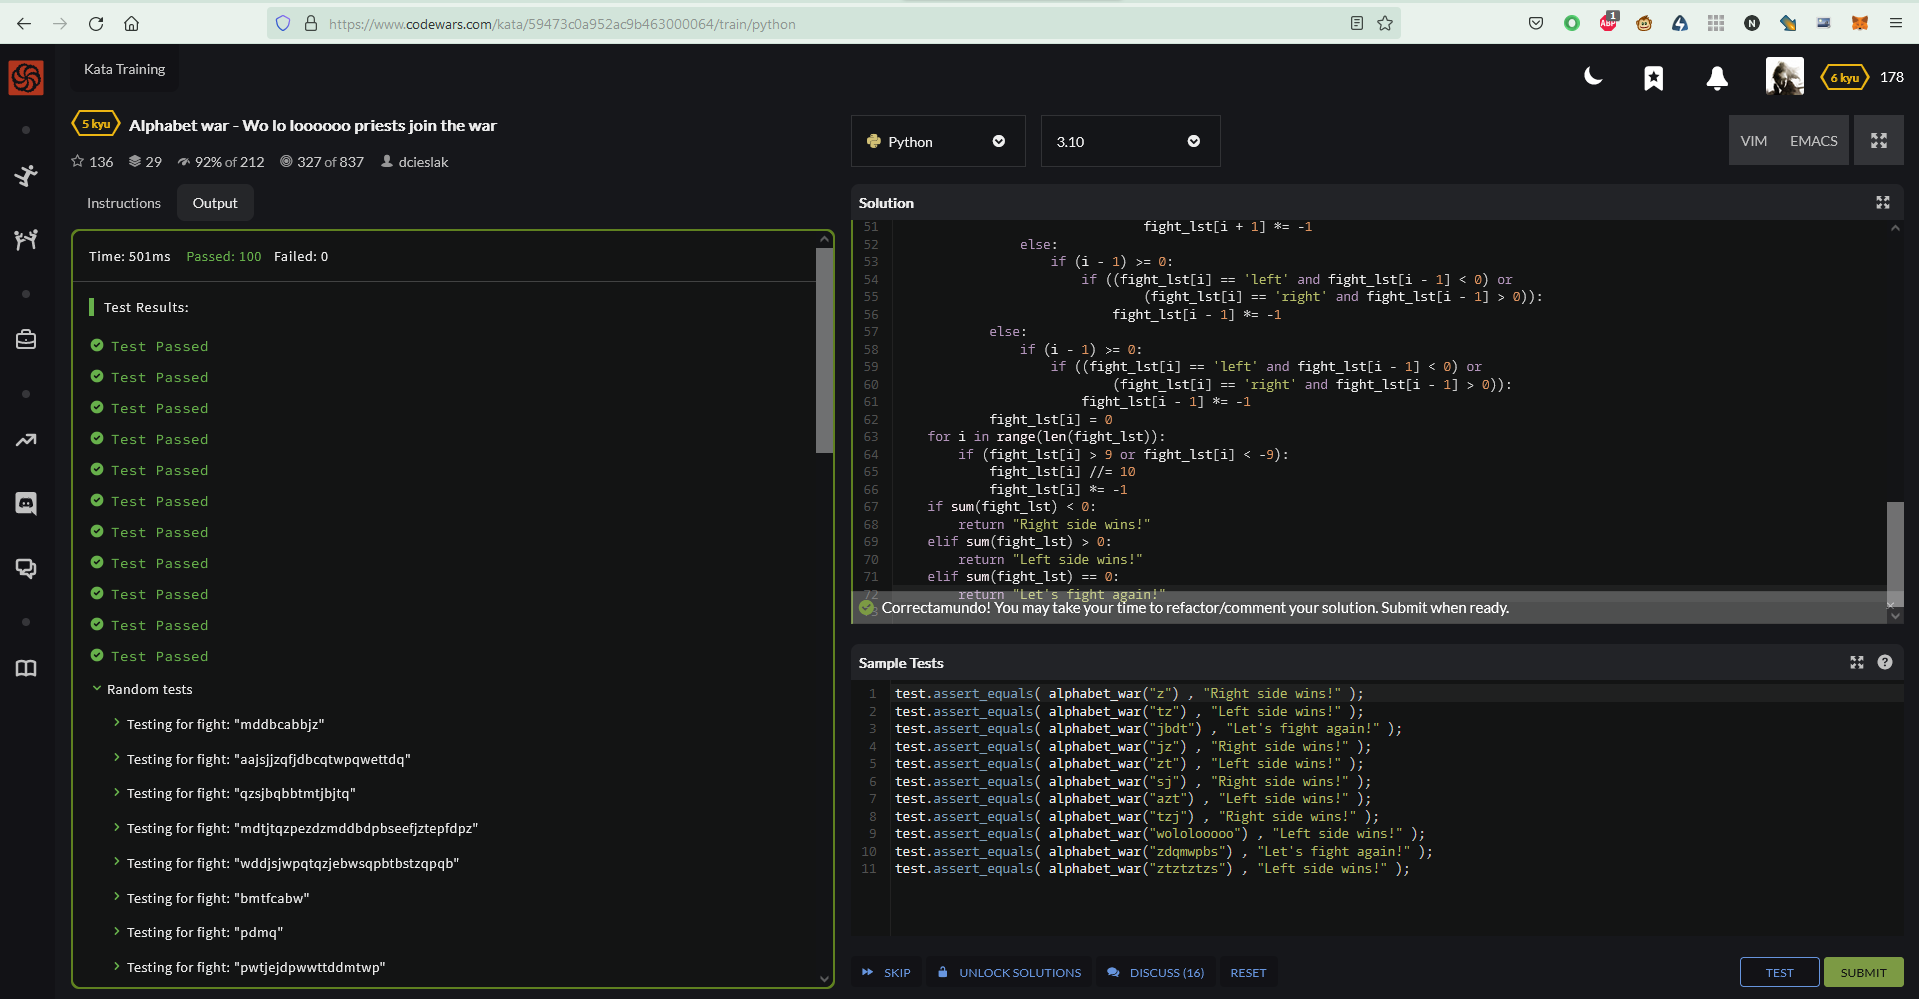 https://www.codewars.com/kata/59473c0a952ac9b463000064/train/python
ABP
1
N
Kata Training
6 kyu
178
5 kyu
Alphabet war - Wo lo loooooo priests join the war
136
29
92% of 212
327 of 837
dcieslak
Instructions
Output
Time: 501ms Passed: 100 Failed: 0
Test Results:
Test Passed
Test Passed
Test Passed
Test Passed
Test Passed
Test Passed
Test Passed
Test Passed
Test Passed
Test Passed
Test Passed
Random tests
Testing for fight: "mddbcabbjz"
Testing for fight: "aajsjjzqfjdbcqtwpqwettdq"
Testing for fight: "qzsjbqbbtmtjbjtq"
Testing for fight: "mdtjtqzpezdzmddbdpbseefjztepfdpz"
Testing for fight: "wddjsjwpqtqzjebwsqpbtbstzqpqb"
Testing for fight: "bmtfcabw"
Testing for fight: "pdmq"
Testing for fight: "pwtjejdpwwttddmtwp"
Python
3.10
VIM
EMACS
Solution
51 fight_lst[i + 1] *= -1
52 else:
53 if (i - 1) >= 0:
54 if ((fight_lst[i] == 'left' and fight_lst[i - 1] < 0) or
55 (fight_lst[i] == 'right' and fight_lst[i - 1] > 0)):
56 fight_lst[i - 1] *= -1
57 else:
58 if (i - 1) >= 0:
59 if ((fight_lst[i] == 'left' and fight_lst[i - 1] < 0) or
60 (fight_lst[i] == 'right' and fight_lst[i - 1] > 0)):
61 fight_lst[i - 1] *= -1
62 fight_lst[i] = 0
63 for i in range(len(fight_lst)):
64 if (fight_lst[i] > 9 or fight_lst[i] < -9):
65 fight_lst[i] //= 10
66 fight_lst[i] *= -1
67 if sum(fight_lst) < 0:
68 return "Right side wins!"
69 elif sum(fight_lst) > 0:
70 return "Left side wins!"
71 elif sum(fight_lst) == 0:
72 return "Let's fight again!"
Correctamundo! You may take your time to refactor/comment your solution. Submit when ready.
Sample Tests
1 test.assert_equals( alphabet_war("z") , "Right side wins!" );
2 test.assert_equals( alphabet_war("tz") , "Left side wins!" );
3 test.assert_equals( alphabet_war("jbdt") , "Let's fight again!" );
4 test.assert_equals( alphabet_war("jz") , "Right side wins!" );
5 test.assert_equals( alphabet_war("zt") , "Left side wins!" );
6 test.assert_equals( alphabet_war("sj") , "Right side wins!" );
7 test.assert_equals( alphabet_war("azt") , "Left side wins!" );
8 test.assert_equals( alphabet_war("tzj") , "Right side wins!" );
9 test.assert_equals( alphabet_war("wololooooo") , "Left side wins!" );
10 test.assert_equals( alphabet_war("zdqmwpbs") , "Let's fight again!" );
11 test.assert_equals( alphabet_war("ztztztzs") , "Left side wins!" );
SKIP
UNLOCK SOLUTIONS
DISCUSS (16)
RESET
TEST
SUBMIT